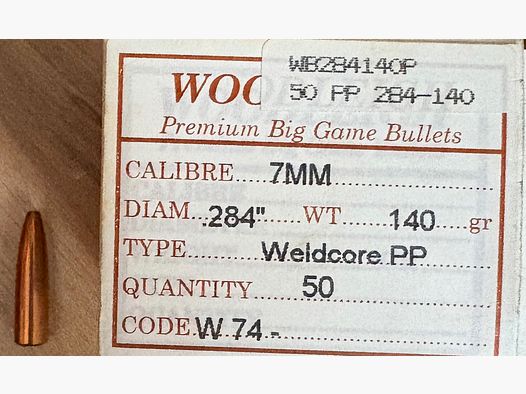 WB284140P
50 PP 284-140
WOO
Premium Big Game Bullets
CALIBRE....7MM....................
DIAM..284"......WT......140....gr
TYPE..........Weldcore PP........
QUANTITY.......50.................
CODE.W 74-.......................